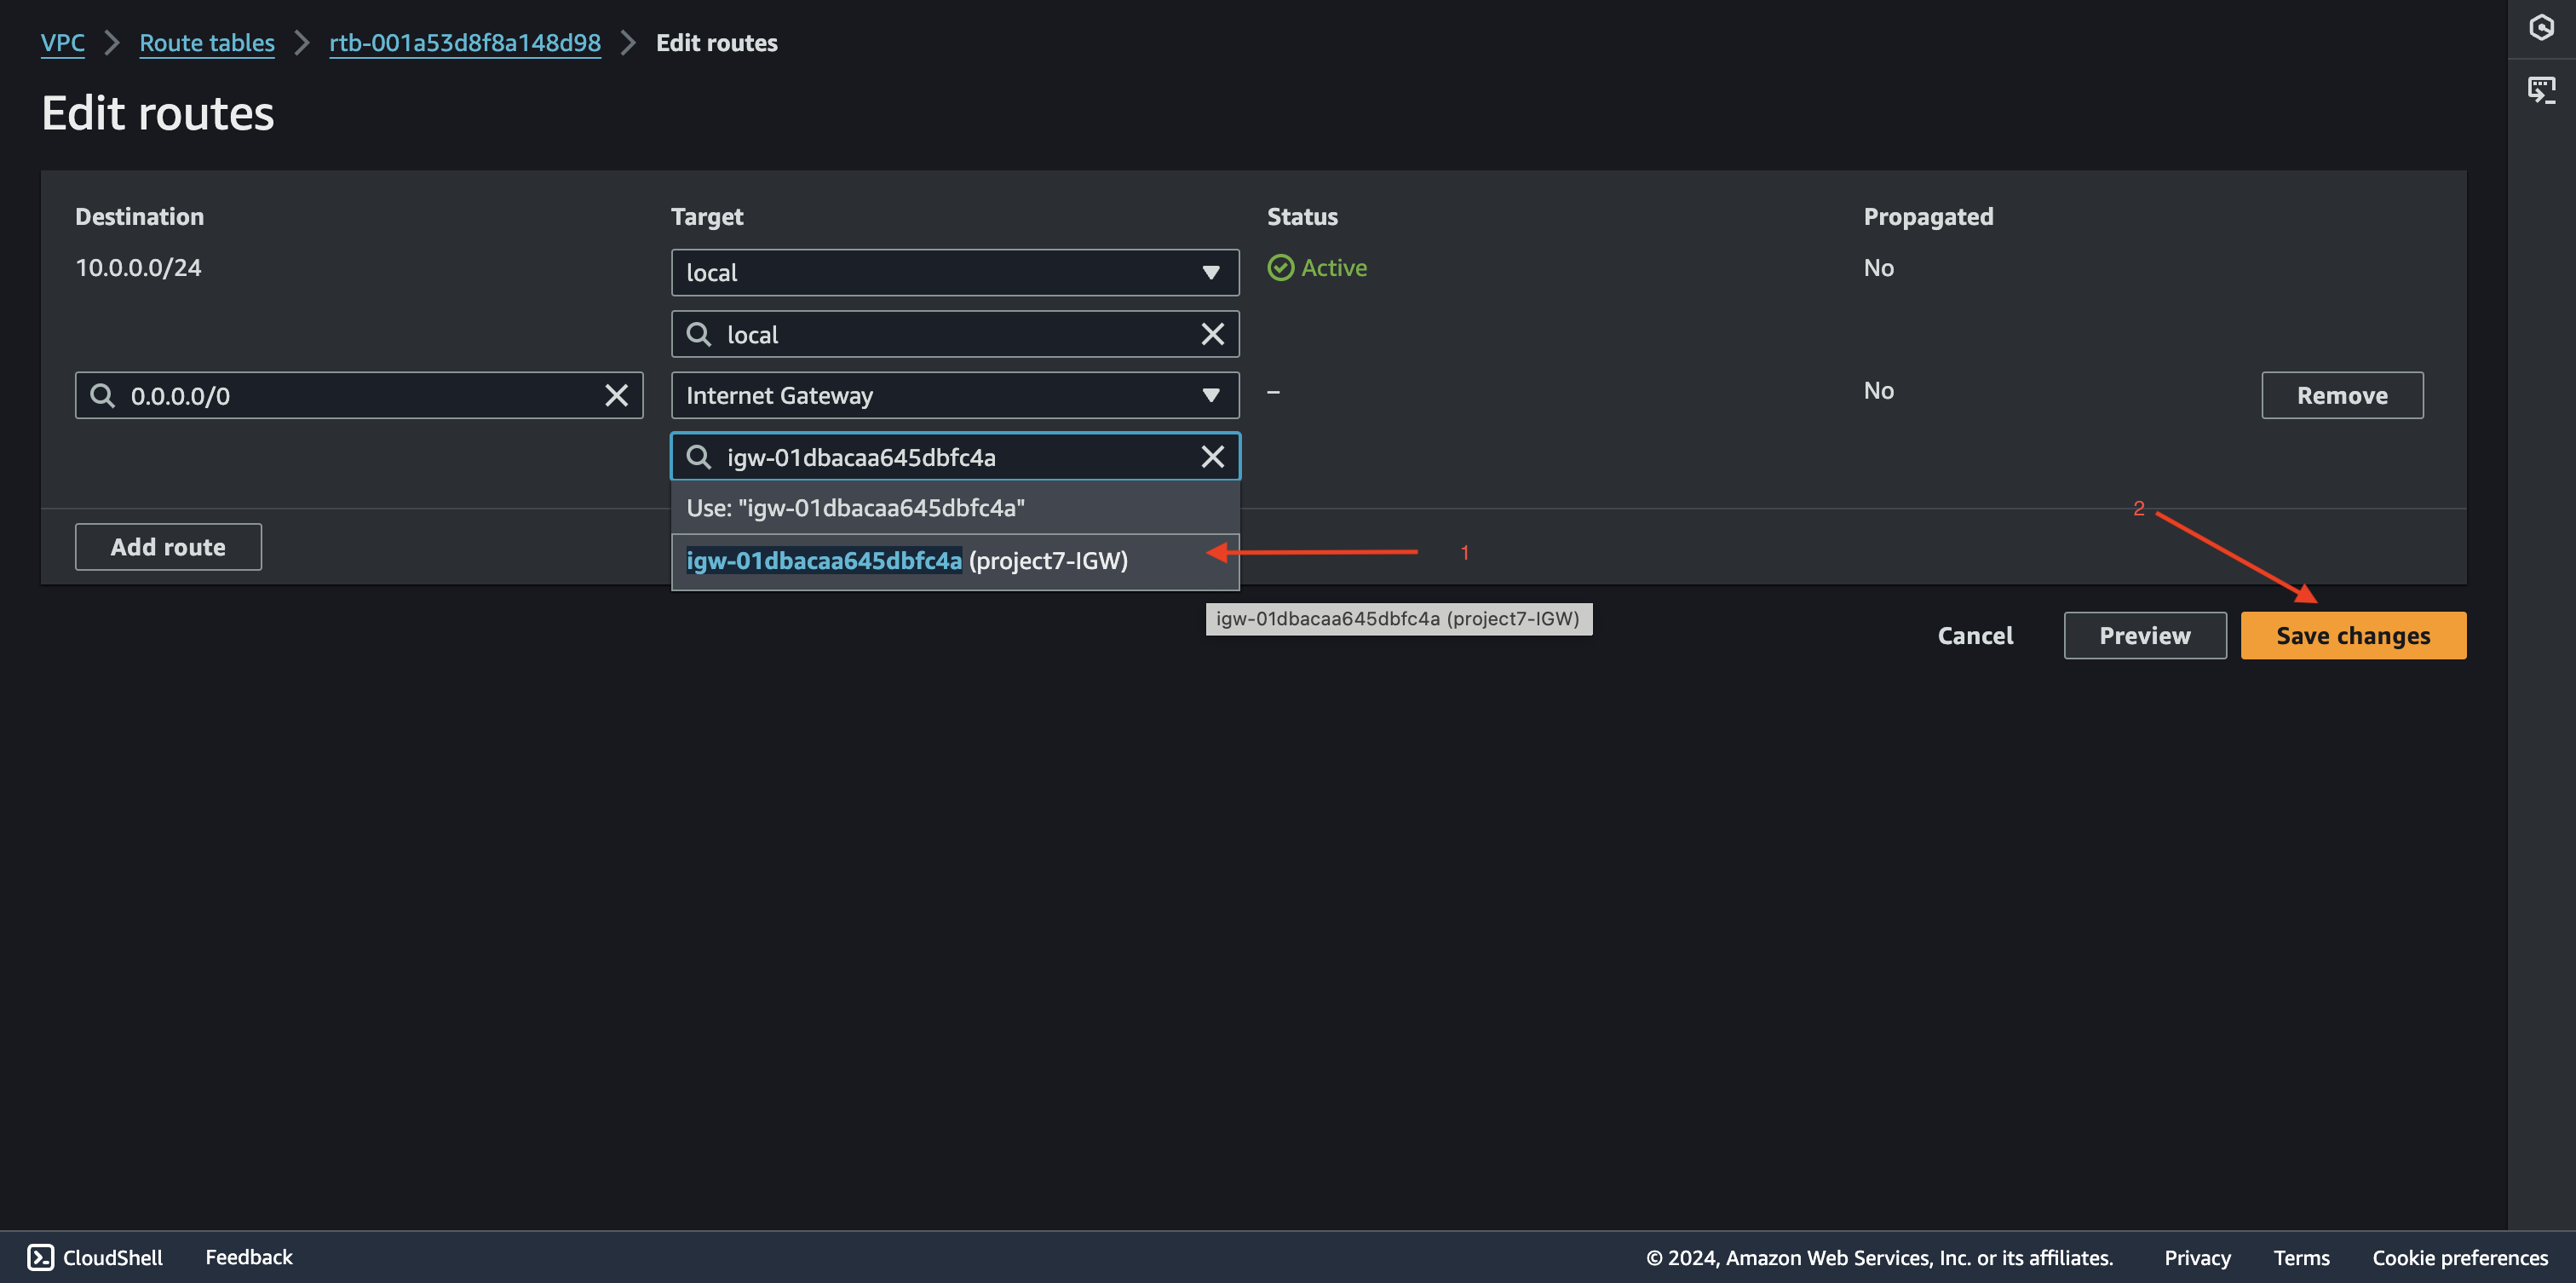 VPC > Route tables > rtb-001a53d8f8a148d98 > Edit routes
Edit routes
Destination Target Status Propagated
10.0.0.0/24 local Active No
local
0.0.0.0/0 Internet Gateway – No Remove
igw-01dbacaa645dbfc4a
Use: "igw-01dbacaa645dbfc4a"
2
Add route
igw-01dbacaa645dbfc4a (project7-IGW) 1
igw-01dbacaa645dbfc4a (project7-IGW)
Cancel Preview Save changes
CloudShell Feedback © 2024, Amazon Web Services, Inc. or its affiliates. Privacy Terms Cookie preferences